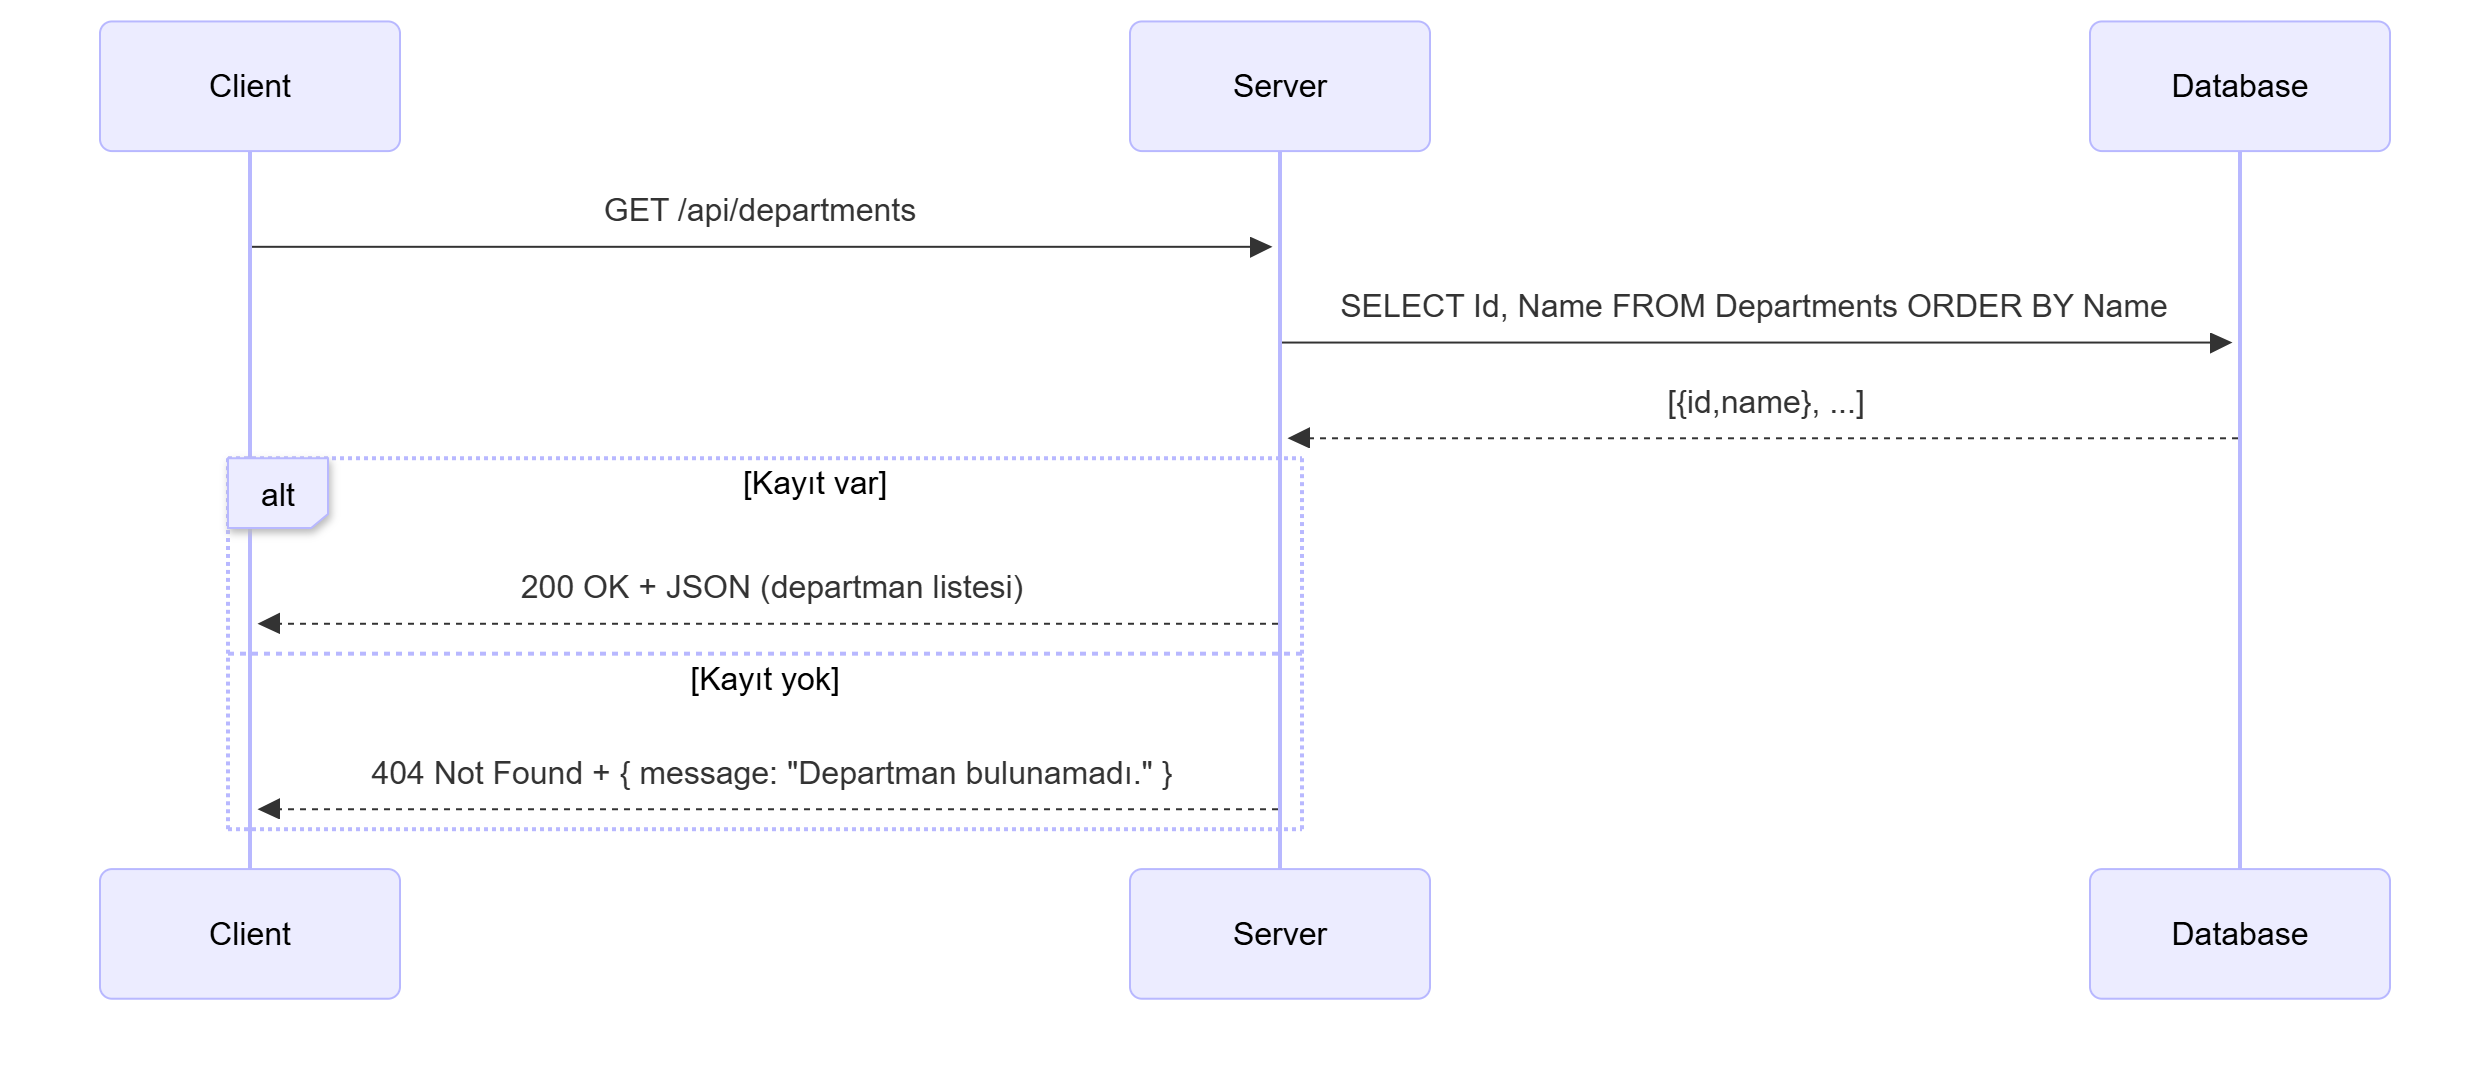 Client
Server
Database
GET /api/departments
SELECT Id, Name FROM Departments ORDER BY Name
[{id,name}, ...]
alt
[Kayıt var]
200 OK + JSON (departman listesi)
[Kayıt yok]
404 Not Found + { message: "Departman bulunamadı." }
Client
Server
Database